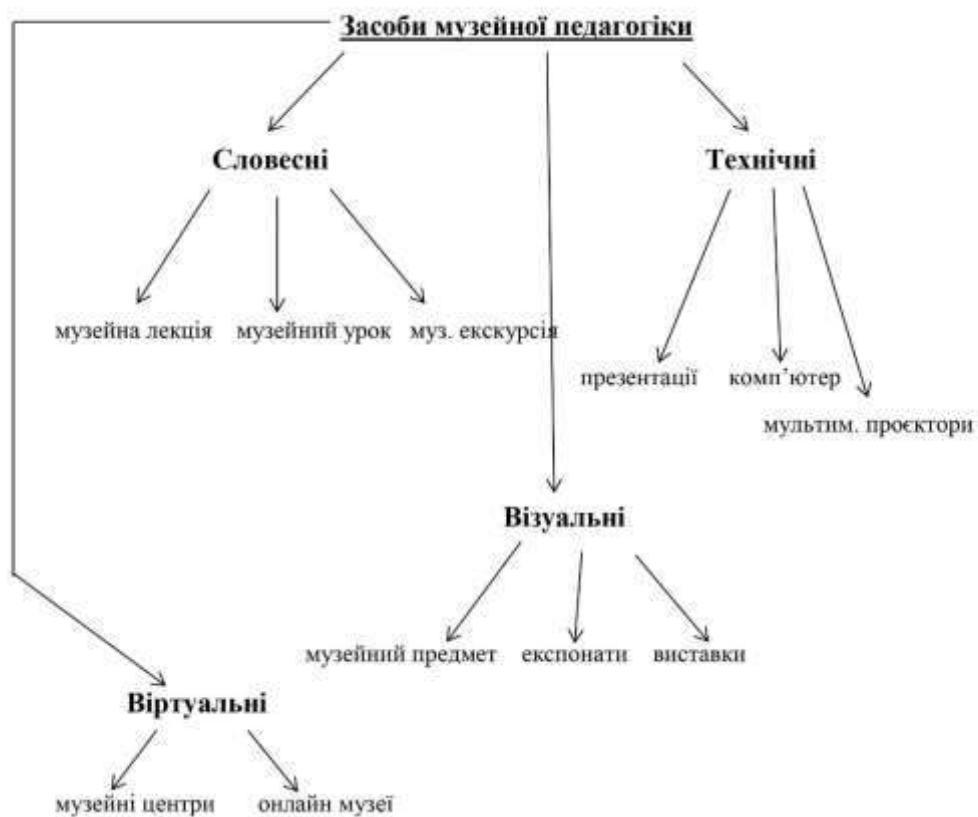 Засоби музейної педагогіки
Словесні
Технічні
музейна лекція
музейний урок
муз. екскурсія
презентації
комп’ютер
мультим. проєктори
Візуальні
музейний предмет
експонати
виставки
Віртуальні
музейні центри
онлайн музеї